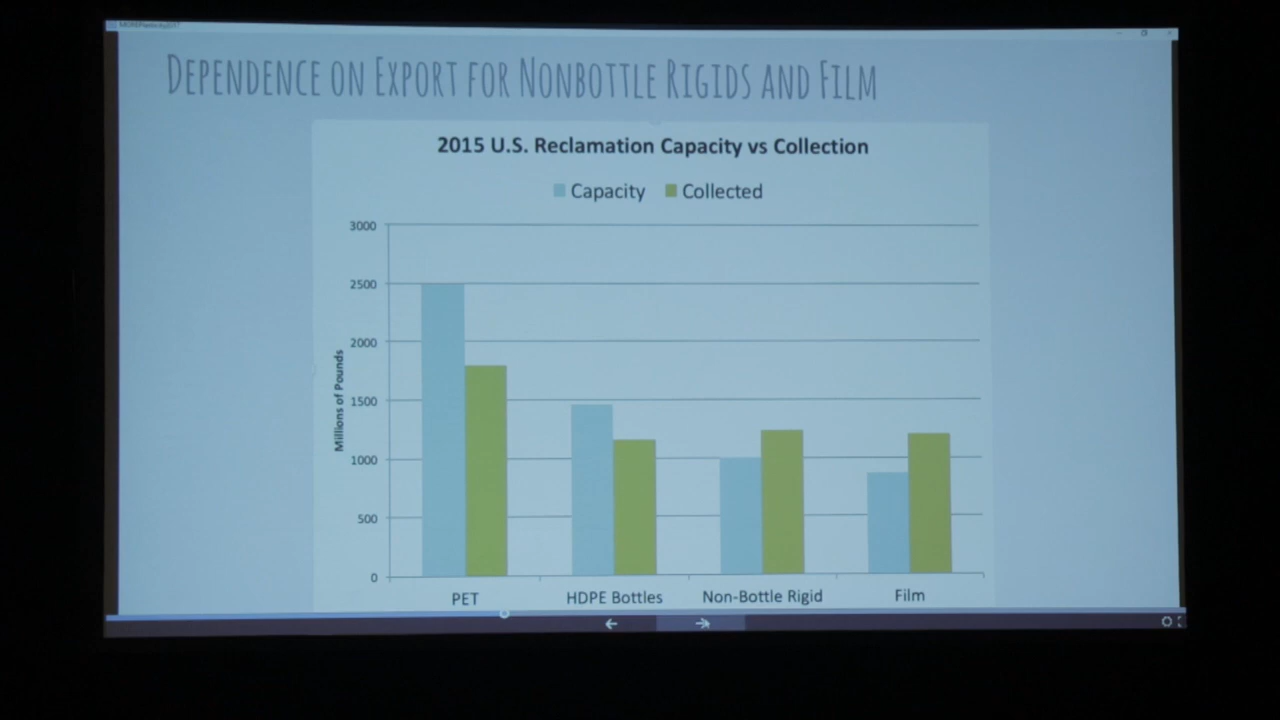 DEPENDENCE ON EXPORT FOR NONBOTTLE RIGIDS AND FILM
2015 U.S. Reclamation Capacity vs Collection
Capacity Collected
3000
2500
2000
1500
1000
500
0
Millions of Pounds
PET HDPE Bottles Non-Bottle Rigid Film